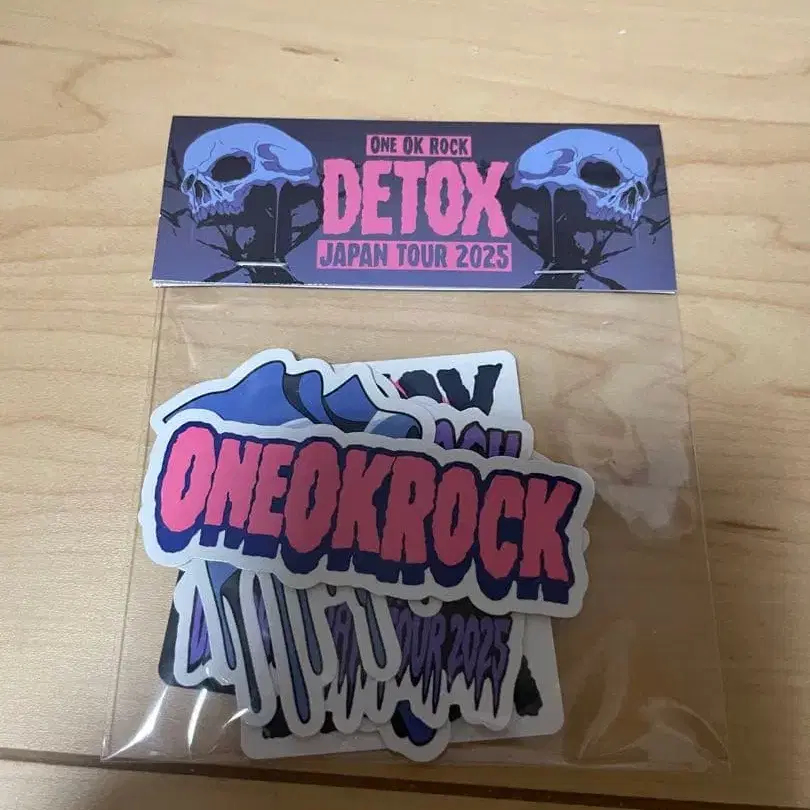 ONE OK ROCK
DETOX
JAPAN TOUR 2025
ONEOKROCK
TOUR 2025